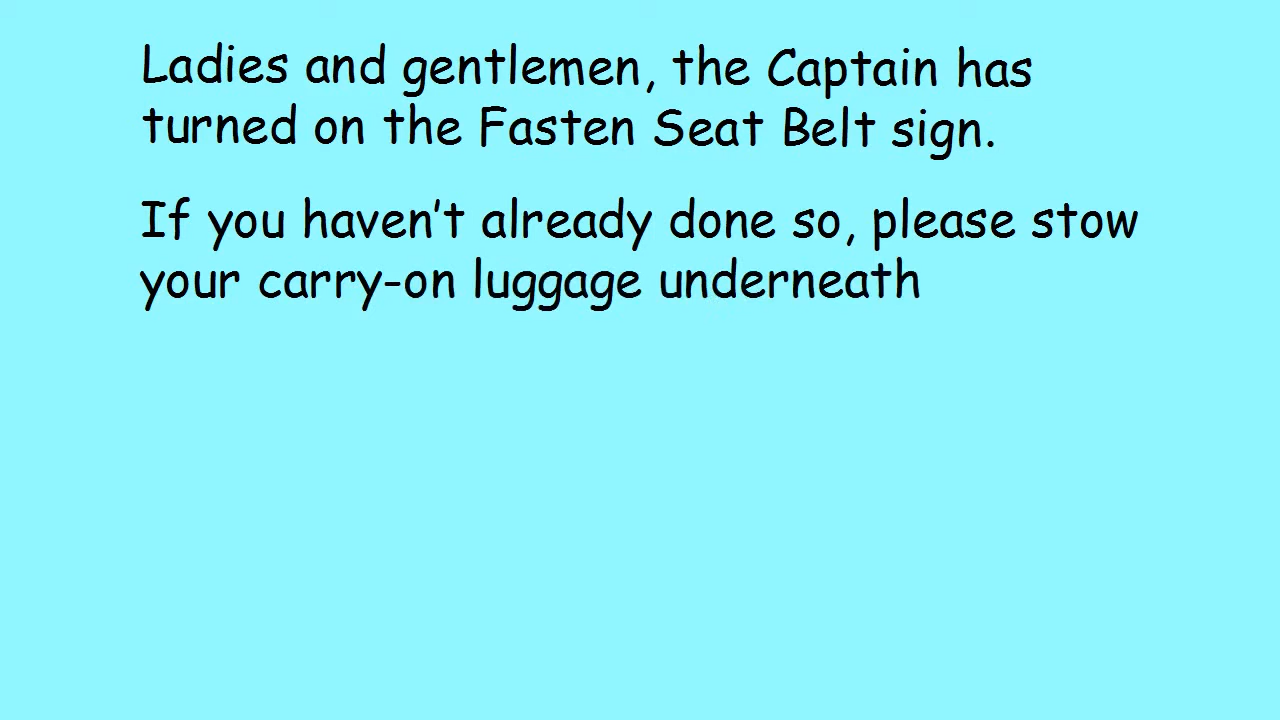 Ladies and gentlemen, the Captain has
turned on the Fasten Seat Belt sign.
If you haven't already done so, please stow
your carry-on luggage underneath